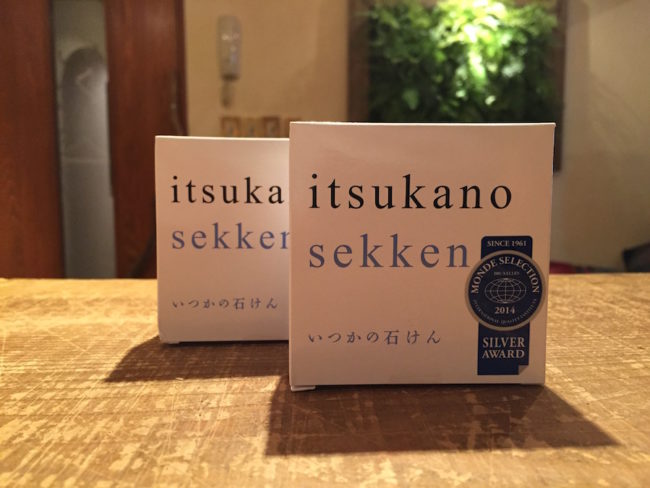 itsuka
sekken
いつかの石けん
itsukano
sekken
いつかの石けん
SINCE 1961
MONDE SELECTION
2014
SILVER
AWARD